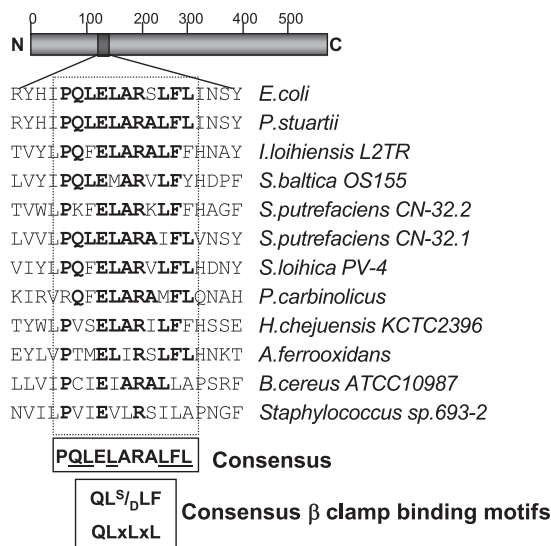 0 100 200 300 400 500
N C
RYHIPQLELARSLFLINSY E.coli
RYHIPQLELARALFLINSY P.stuartii
TVYLPQFELARALFFHNAY I.loihiensis L2TR
LVYIPQLEMARVLFYHDPF S.baltica OS155
TVWLPKFELARKLFFHAGF S.putrefaciens CN-32.2
LVVLPQLELARAIFLVNSY S.putrefaciens CN-32.1
VIYLPQFELARVLFLHDNY S.loihica PV-4
KIRVRQFELARAMFLQNAH P.carbinolicus
TYWLPVSELARILFFHSSE H.chejuensis KCTC2396
EYLVPTMELIRSLFLHNKT A.ferrooxidans
LLVIPCIEIARALLAPSRF B.cereus ATCC10987
NVILPVIEVLRSILAPNGF Staphylococcus sp.693-2
PQLELARALFL Consensus
QLS/DLF
Consensus β clamp binding motifs
QLxLxL